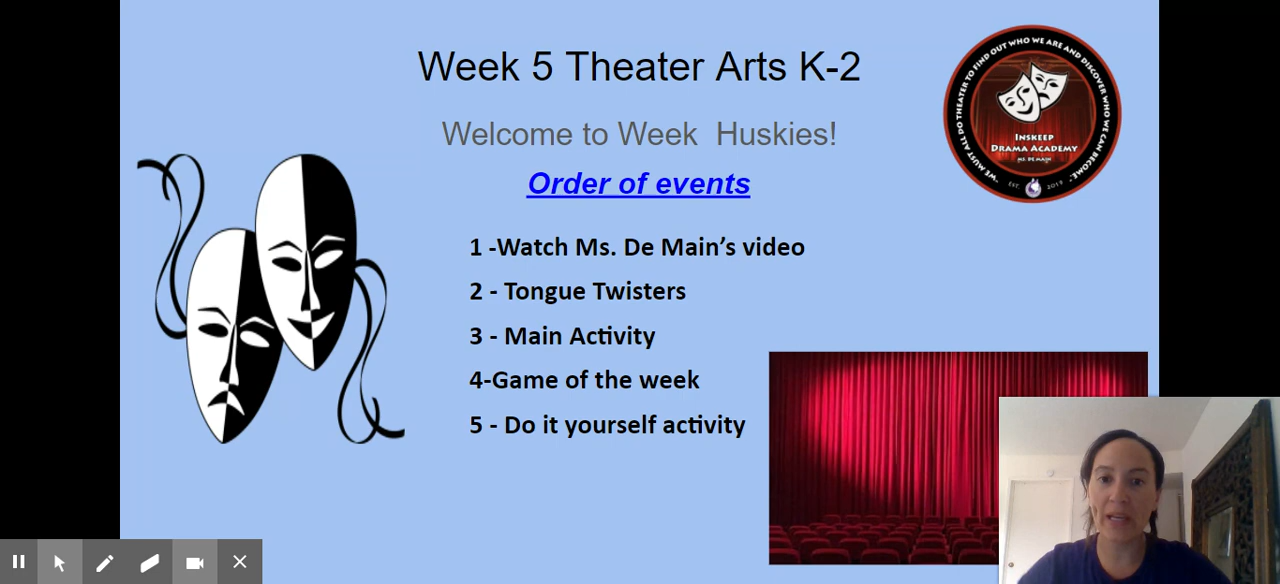 Week 5 Theater Arts K-2
Welcome to Week  Huskies!
Order of events
1 -Watch Ms. De Main’s video
2 - Tongue Twisters
3 - Main Activity
4-Game of the week
5 - Do it yourself activity
"WE MUST ALL DO THEATER TO FIND OUT WHO WE ARE AND DISCOVER WHO WE CAN BECOME."
INSKEEP
DRAMA ACADEMY
MS. DE MAIN
EST. 2019